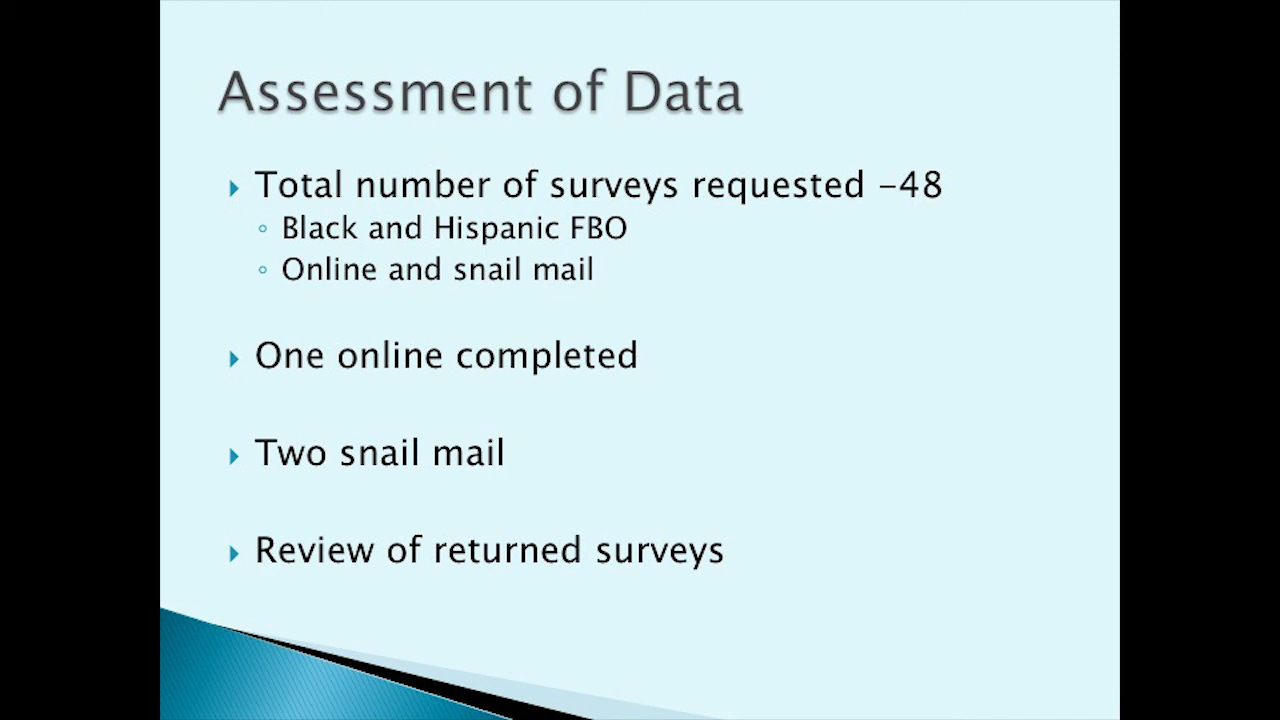 Assessment of Data
Total number of surveys requested -48
Black and Hispanic FBO
Online and snail mail
One online completed
Two snail mail
Review of returned surveys